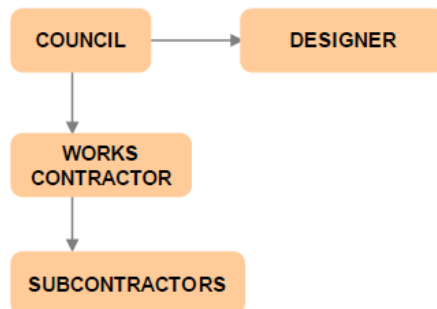 COUNCIL
DESIGNER
WORKS
CONTRACTOR
SUBCONTRACTORS